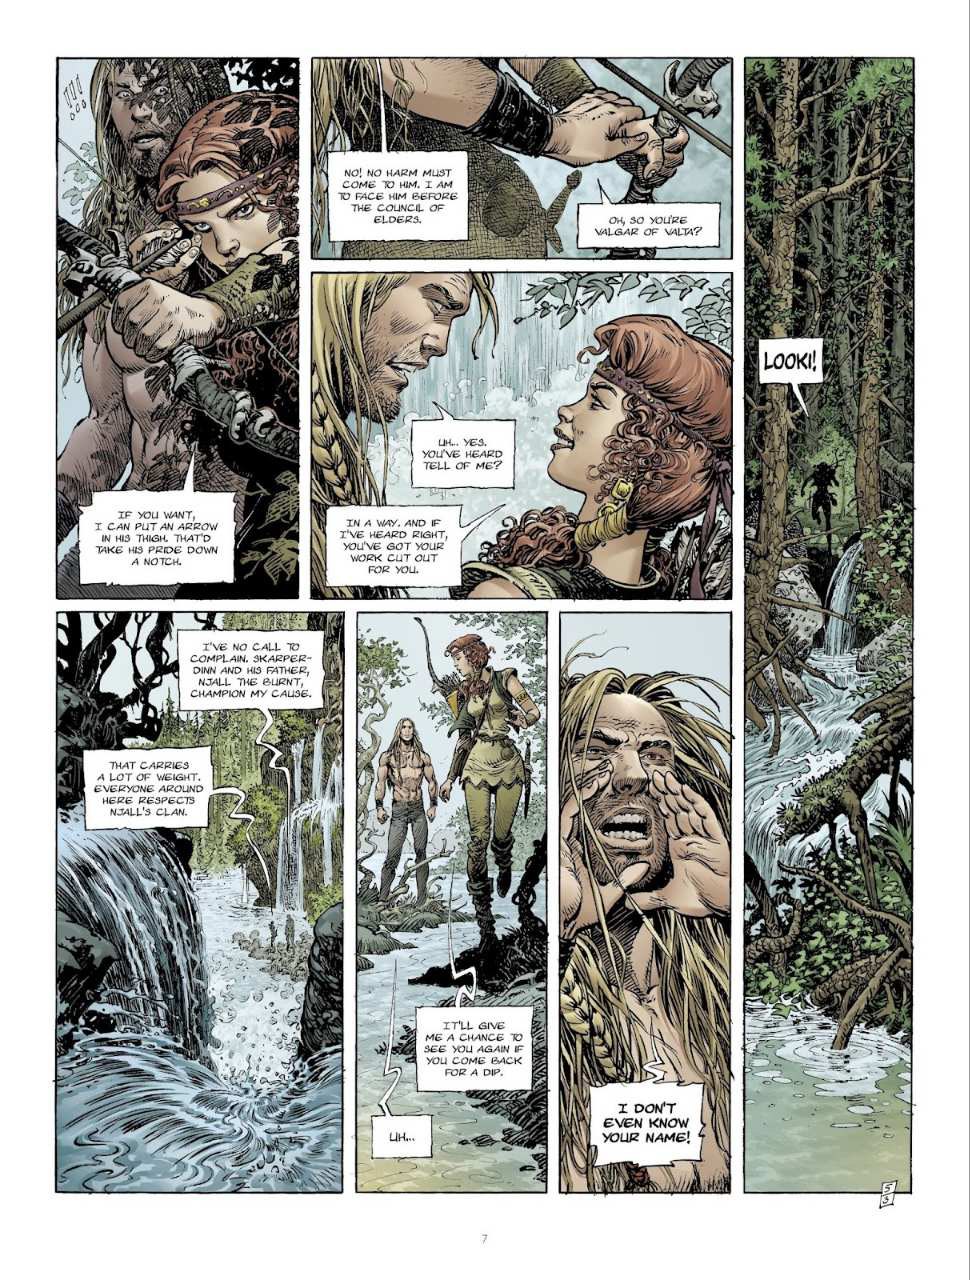 IF YOU WANT,
I CAN PUT AN ARROW
IN HIS THIGH. THAT'D
TAKE HIS PRIDE DOWN
A NOTCH.
NO! NO HARM MUST
COME TO HIM. I AM
TO FACE HIM BEFORE
THE COUNCIL OF
ELDERS.
OH, SO YOU'RE
VALGAR OF VALTA?
UH... YES.
YOU'VE HEARD
TELL OF ME?
IN A WAY. AND IF
I'VE HEARD RIGHT,
YOU'VE GOT YOUR
WORK CUT OUT
FOR YOU.
I'VE NO CALL TO
COMPLAIN. SKARPER-
DINN AND HIS FATHER,
NJALL THE BURNT,
CHAMPION MY CAUSE.
THAT CARRIES
A LOT OF WEIGHT.
EVERYONE AROUND
HERE RESPECTS
NJALL'S CLAN.
IT'LL GIVE
ME A CHANCE TO
SEE YOU AGAIN IF
YOU COME BACK
FOR A DIP.
UH...
I DON'T
EVEN KNOW
YOUR NAME!
LOOKI!
5
3
7